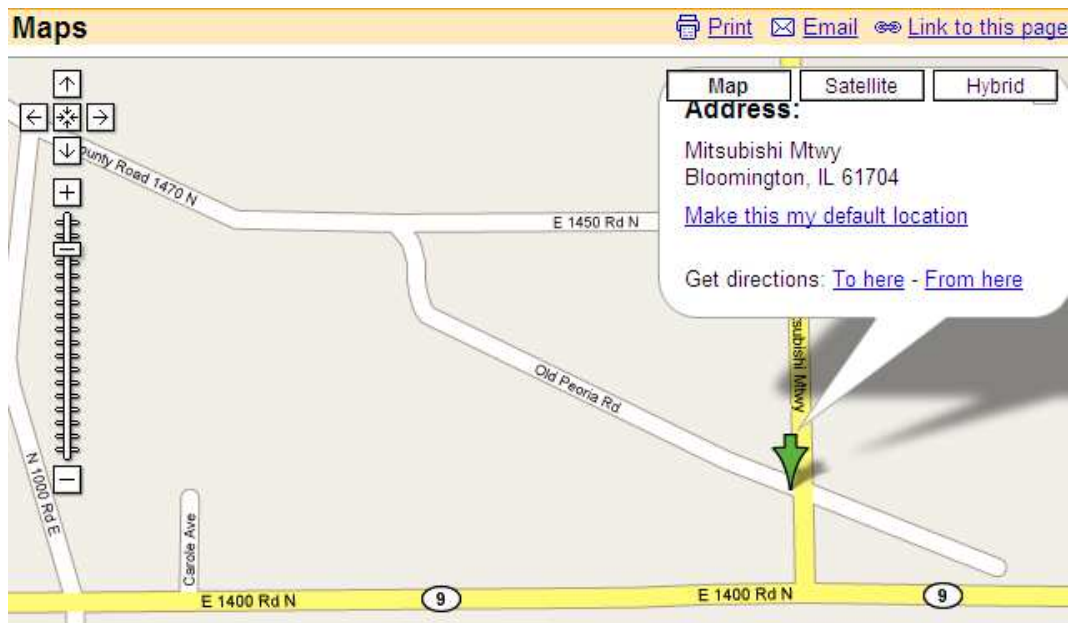 Maps
Print Email Link to this page
Map Satellite Hybrid
Address:
Mitsubishi Mtwy
Bloomington, IL 61704
Make this my default location
Get directions: To here - From here
ounty Road 1470 N
E 1450 Rd N
subishi Mtwy
Old Peoria Rd
N 1000 Rd E
Carole Ave
E 1400 Rd N
9
E 1400 Rd N
9